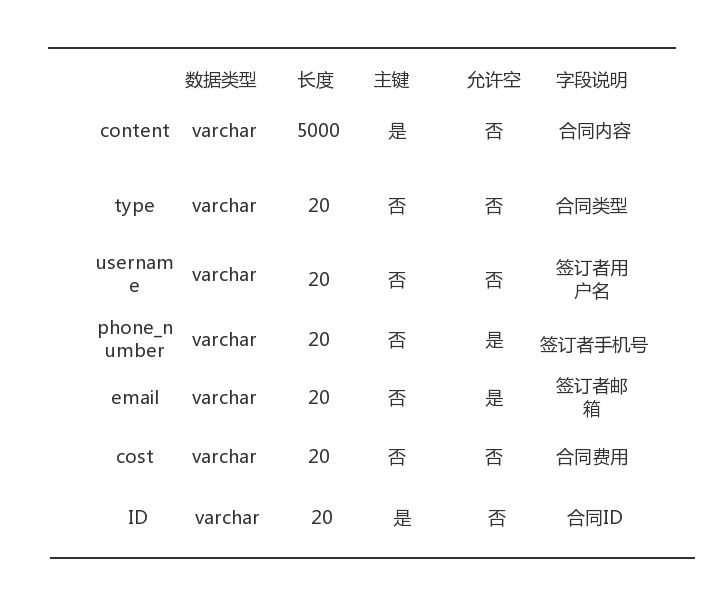 数据类型 长度 主键 允许空 字段说明
content varchar 5000 是 否 合同内容
type varchar 20 否 否 合同类型
usernam
e varchar 20 否 否 签订者用
户名
phone_n
umber varchar 20 否 是 签订者手机号
email varchar 20 否 是 签订者邮
箱
cost varchar 20 否 否 合同费用
ID varchar 20 是 否 合同ID